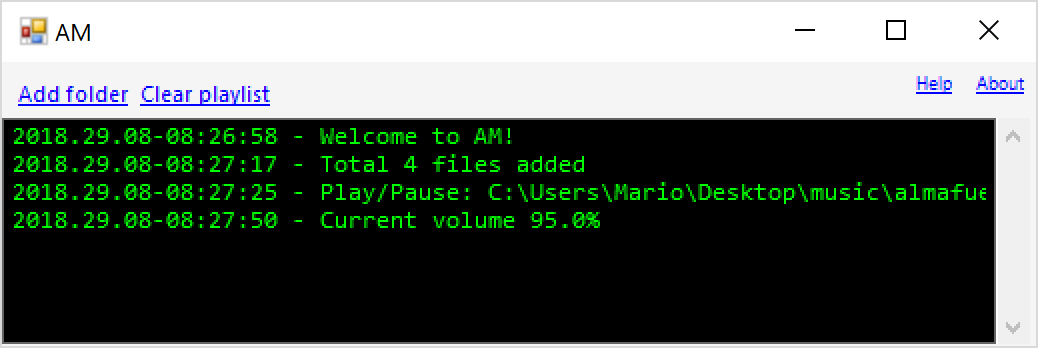 AM
Add folder Clear playlist Help About
2018.29.08-08:26:58 - Welcome to AM!
2018.29.08-08:27:17 - Total 4 files added
2018.29.08-08:27:25 - Play/Pause: C:\Users\Mario\Desktop\music\almafue
2018.29.08-08:27:50 - Current volume 95.0%